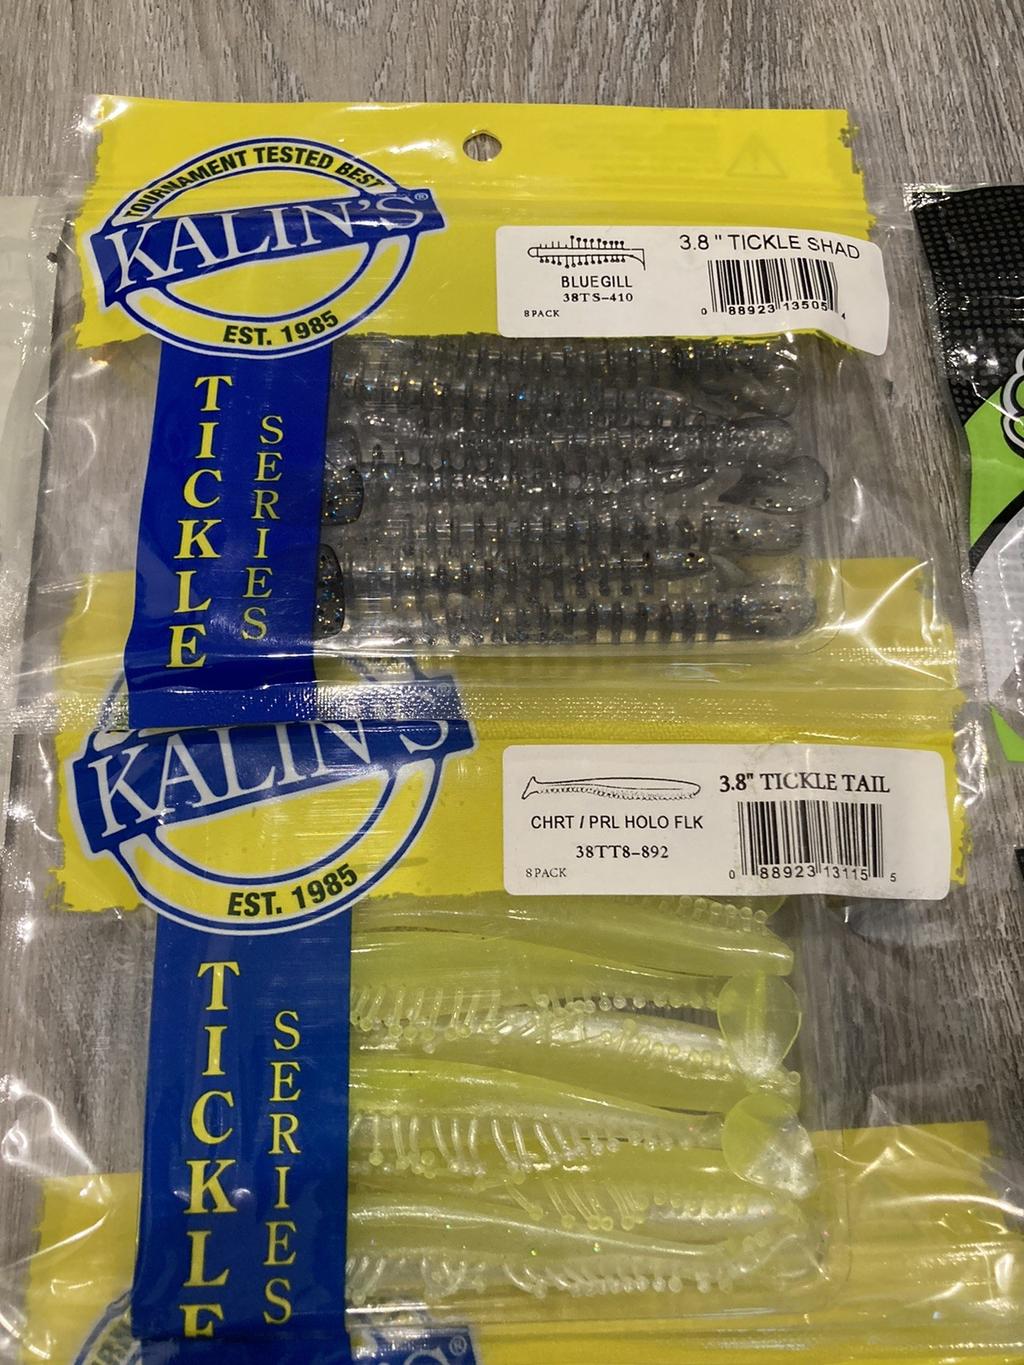 TOURNAMENT TESTED BEST
KALIN'S®
EST. 1985
3.8" TICKLE SHAD
BLUEGILL
38TS-410
8 PACK
0 88923 13505 4
TICKLE
SERIES
KALIN'S
EST. 1985
3.8" TICKLE TAIL
CHRT / PRL HOLO FLK
38TT8-892
8 PACK
0 88923 13115 5
TICKLE
SERIES
KALIN'S®